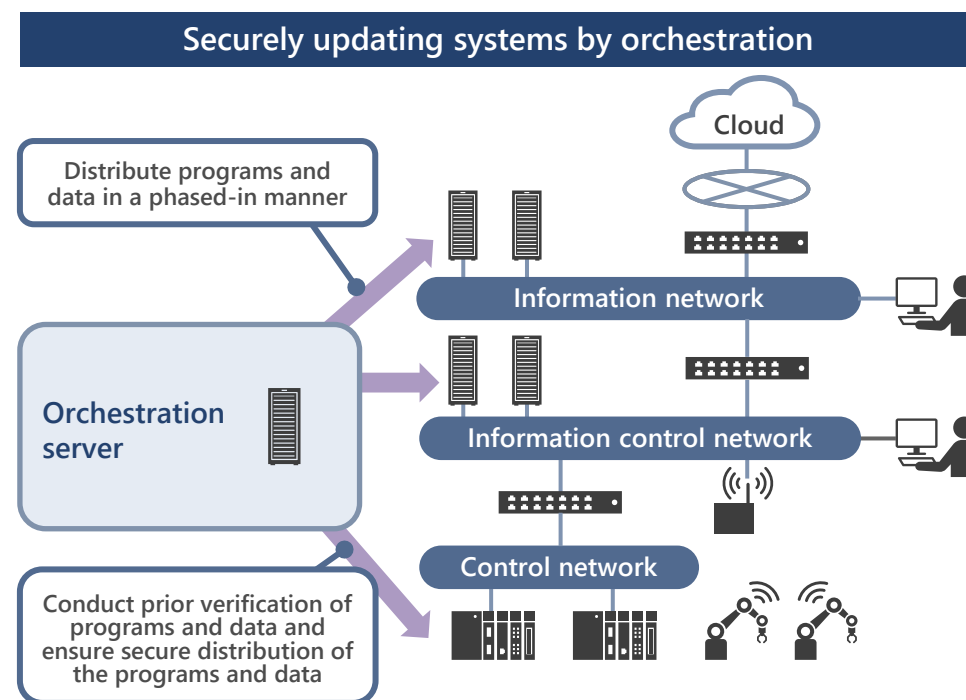 Securely updating systems by orchestration
Cloud
Distribute programs and
data in a phased-in manner
Information network
Orchestration
server
Information control network
Control network
Conduct prior verification of
programs and data and
ensure secure distribution of
the programs and data